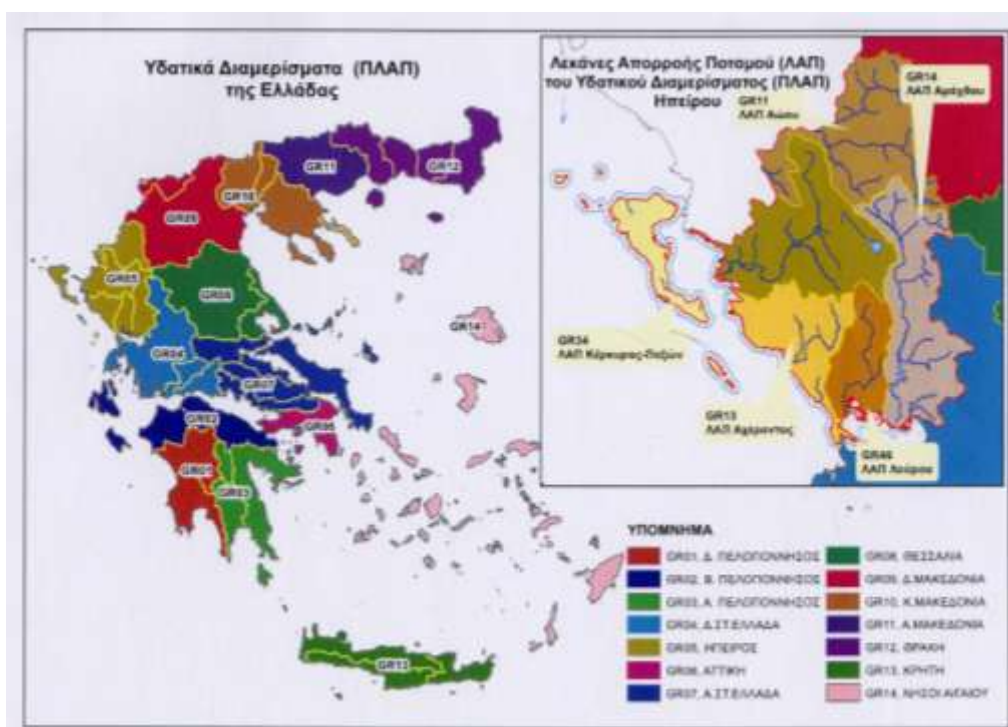 Υδατικά Διαμερίσματα (ΠΛΑΠ)
της Ελλάδας
Λεκάνες Απορροής Ποταμού (ΛΑΠ)
του Υδατικού Διαμερίσματος (ΠΛΑΠ)
Ηπείρου
GR14
ΛΑΠ Αράχθου
GR11
ΛΑΠ Αώου
GR34
ΛΑΠ Κέρκυρας-Παξών
GR13
ΛΑΠ Αχέροντος
GR46
ΛΑΠ Λούρου
GR11
GR12
GR10
GR09
GR05
GR08
GR14
GR04
GR07
GR02
GR06
GR01
GR03
GR13
ΥΠΟΜΝΗΜΑ
GR01, Δ. ΠΕΛΟΠΟΝΝΗΣΟΣ
GR02, Β. ΠΕΛΟΠΟΝΝΗΣΟΣ
GR03, Α. ΠΕΛΟΠΟΝΝΗΣΟΣ
GR04, Δ.ΣΤ.ΕΛΛΑΔΑ
GR05, ΗΠΕΙΡΟΣ
GR06, ΑΤΤΙΚΗ
GR07, Α.ΣΤ.ΕΛΛΑΔΑ
GR08, ΘΕΣΣΑΛΙΑ
GR09, Δ.ΜΑΚΕΔΟΝΙΑ
GR10, Κ.ΜΑΚΕΔΟΝΙΑ
GR11, Α.ΜΑΚΕΔΟΝΙΑ
GR12, ΘΡΑΚΗ
GR13, ΚΡΗΤΗ
GR14, ΝΗΣΟΙ ΑΙΓΑΙΟΥ